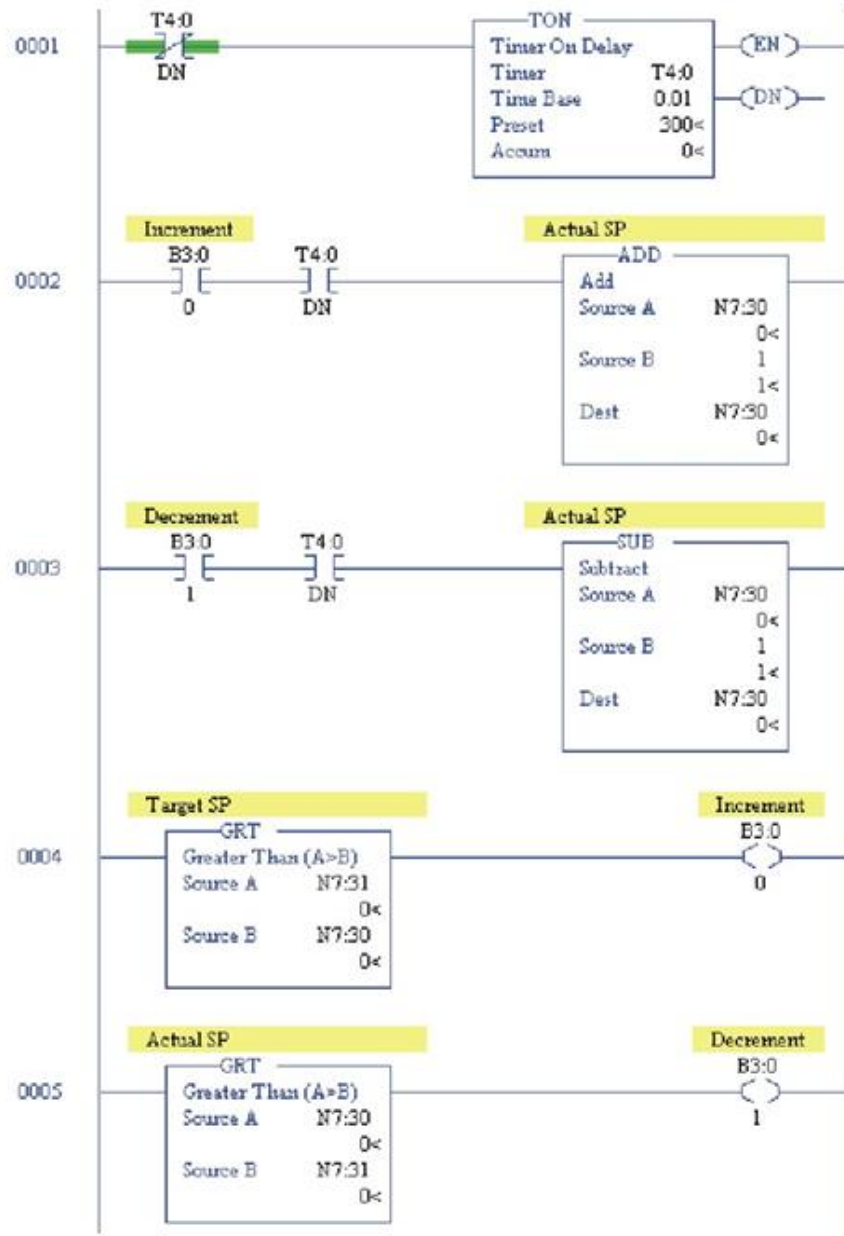 T4:0
TON
0001
Timer On Delay
EN
DN
Timer T4:0
Time Base 0.01
DN
Preset 300<
Accum 0<
Increment
Actual SP
B3:0 T4:0
ADD
0002
Add
0 DN
Source A N7:30
0<
Source B 1
1<
Dest N7:30
0<
Decrement
Actual SP
B3:0 T4:0
SUB
0003
Subtract
1 DN
Source A N7:30
0<
Source B 1
1<
Dest N7:30
0<
Target SP
Increment
GRT
B3:0
0004
Greater Than (A>B)
Source A N7:31
0
0<
Source B N7:30
0<
Actual SP
Decrement
GRT
B3:0
0005
Greater Than (A>B)
Source A N7:30
1
0<
Source B N7:31
0<